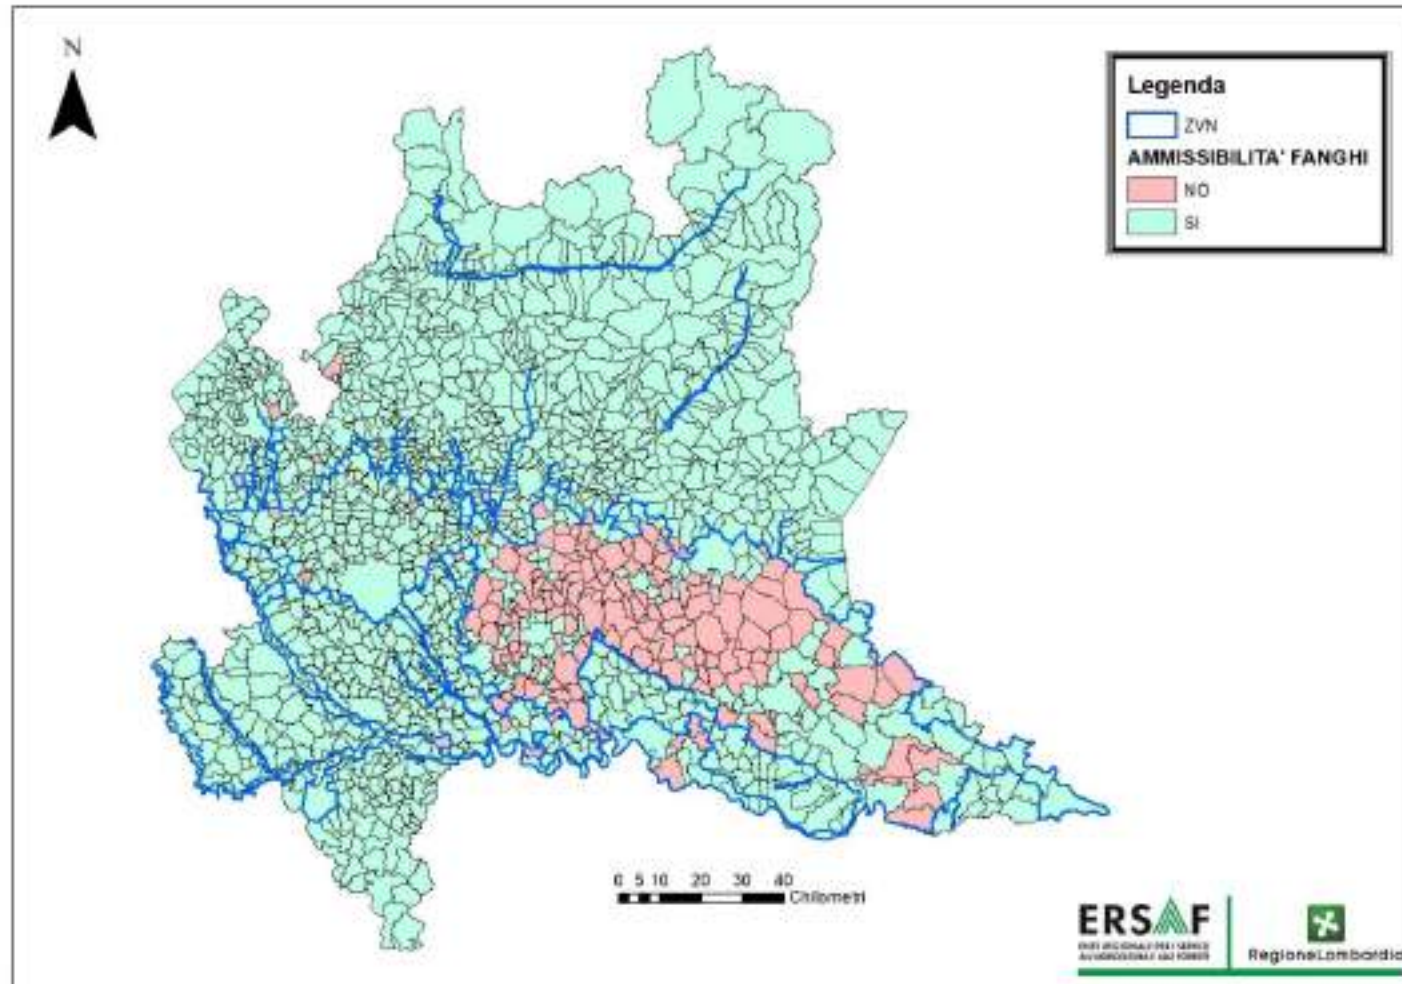 N
Legenda
ZVN
AMMISSIBILITA' FANGHI
NO
SI
0 5 10 20 30 40
Chilometri
ERSAF
RegioneLombardia